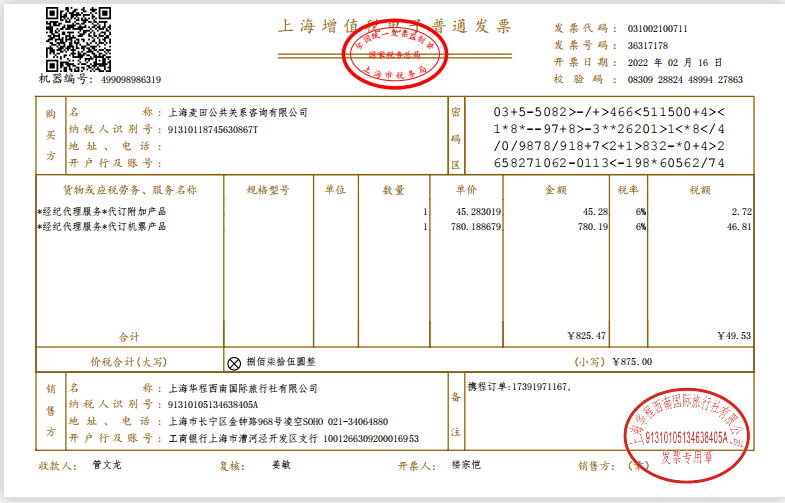 上海增值税电子普通发票
全国统一发票监制章
国家税务总局
上海市税务局
发票代码: 031002100711
发票号码: 36317178
开票日期: 2022 年 02 月 16 日
校验码: 08309 28824 48994 27863
机器编号: 499098986319
购买方
名称: 上海麦田公共关系咨询有限公司
纳税人识别号: 91310118745630867T
地址、电话:
开户行及账号:
密码区
03+5-5082>-/+>466<511500+4><
1*8*--97+8>-3**26201>1<*8</4
/0/9878/918+7<2+1>832-*0+4>2
658271062-0113<-198*60562/74
货物或应税劳务、服务名称 规格型号 单位 数量 单价 金额 税率 税额
*经纪代理服务*代订附加产品 1 45.283019 45.28 6% 2.72
*经纪代理服务*代订机票产品 1 780.188679 780.19 6% 46.81
合计 ¥825.47 ¥49.53
价税合计(大写) 捌佰柒拾伍圆整 (小写) ¥875.00
销售方
名称: 上海华程西南国际旅行社有限公司
纳税人识别号: 91310105134638405A
地址、电话: 上海市长宁区金钟路968号凌空SOHO 021-34064880
开户行及账号: 工商银行上海市漕河泾开发区支行 1001266309200016953
备注
携程订单:17391971167,
上海华程西南国际旅行社有限公司
91310105134638405A
发票专用章
收款人: 管文龙 复核: 姜敏 开票人: 楼宗恺 销售方: (章)